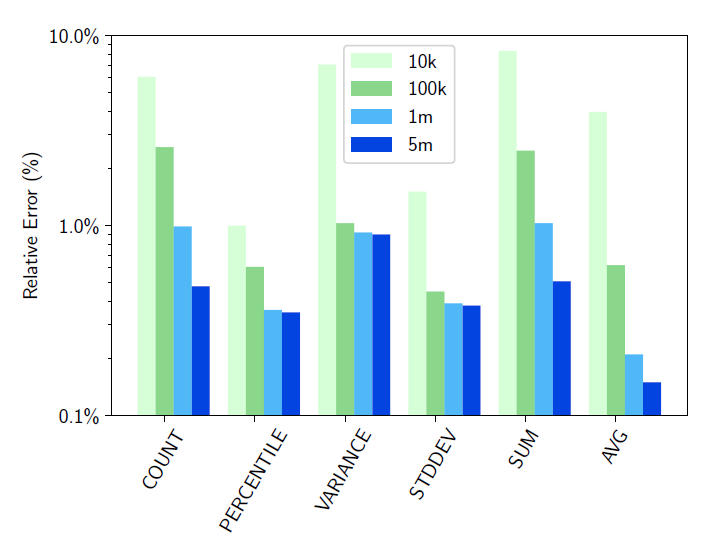 10.0%
1.0%
0.1%
Relative Error (%)
10k
100k
1m
5m
COUNT
PERCENTILE
VARIANCE
STDDEV
SUM
AVG